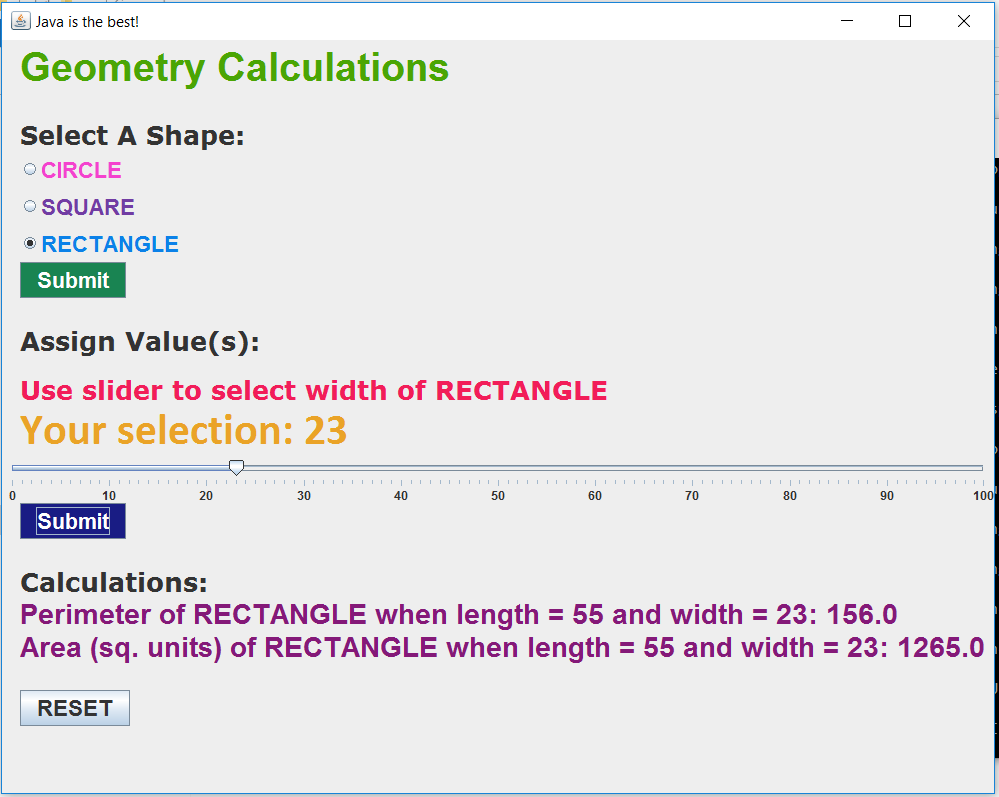 Java is the best!
Geometry Calculations
Select A Shape:
CIRCLE
SQUARE
RECTANGLE
Submit
Assign Value(s):
Use slider to select width of RECTANGLE
Your selection: 23
0 10 20 30 40 50 60 70 80 90 100
Submit
Calculations:
Perimeter of RECTANGLE when length = 55 and width = 23: 156.0
Area (sq. units) of RECTANGLE when length = 55 and width = 23: 1265.0
RESET